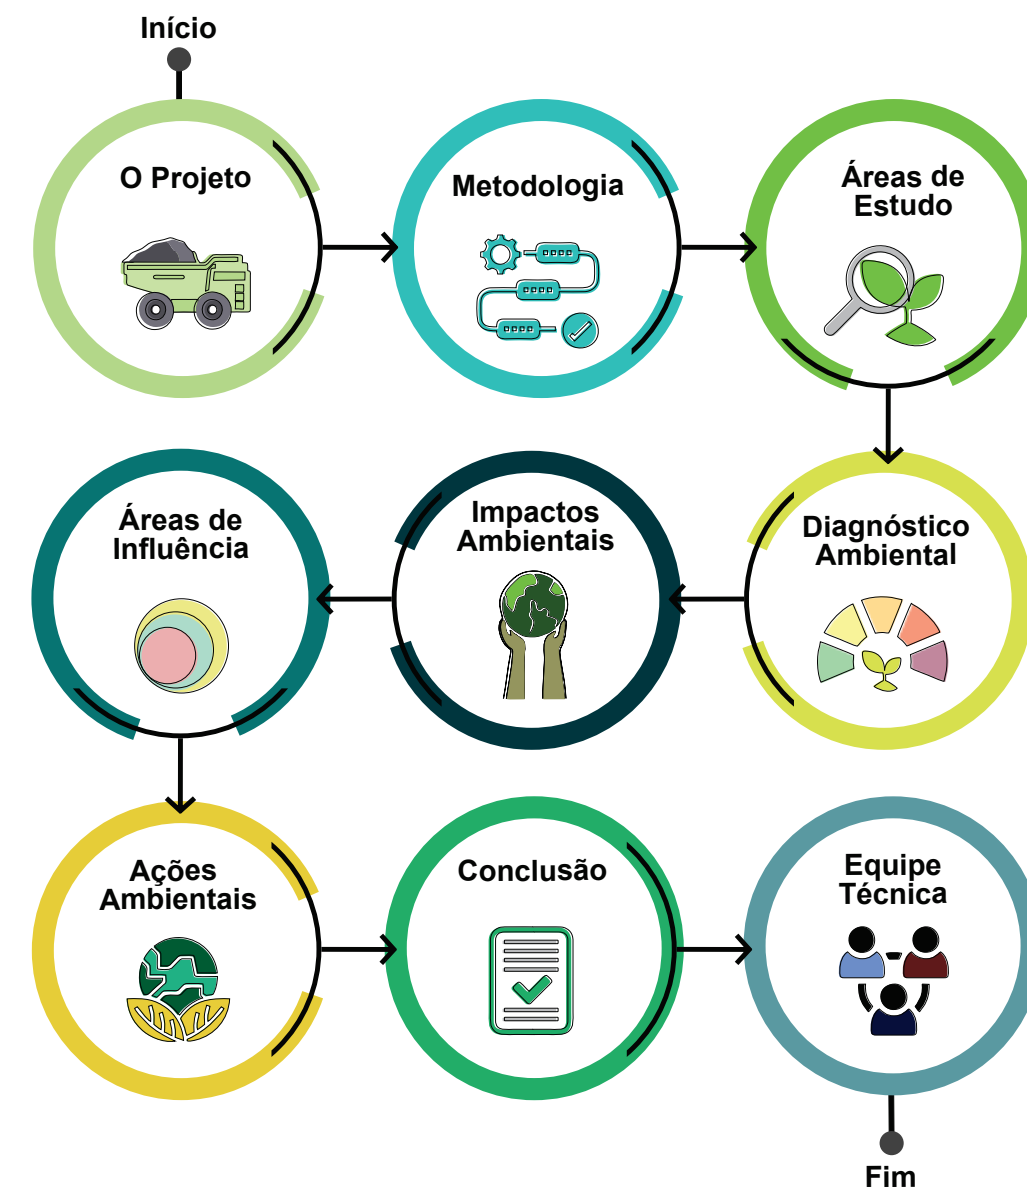 Início
O Projeto
Metodologia
Áreas de
Estudo
Diagnóstico
Ambiental
Impactos
Ambientais
Áreas de
Influência
Ações
Ambientais
Conclusão
Equipe
Técnica
Fim